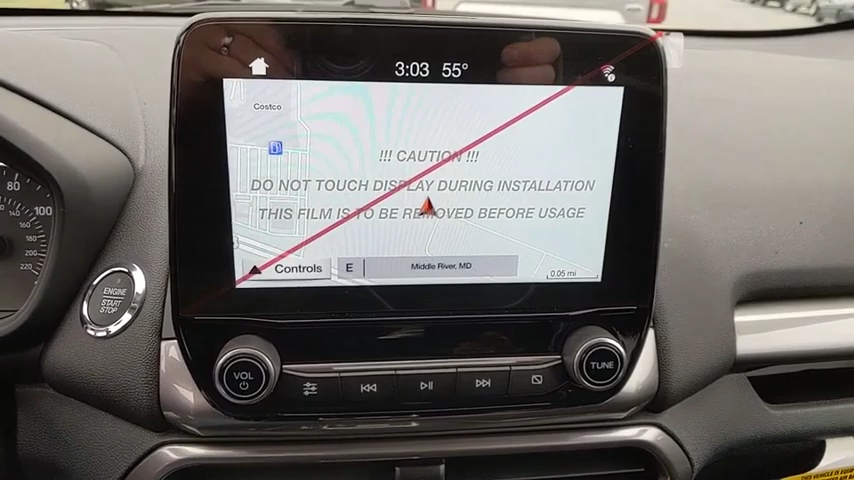 3:03 55°
Costco
!!! CAUTION !!!
DO NOT TOUCH DISPLAY DURING INSTALLATION
THIS FILM IS TO BE REMOVED BEFORE USAGE
Controls
E
Middle River, MD
0.05 mi
80
100
140
160
180
200
220
ENGINE
START
STOP
VOL
TUNE